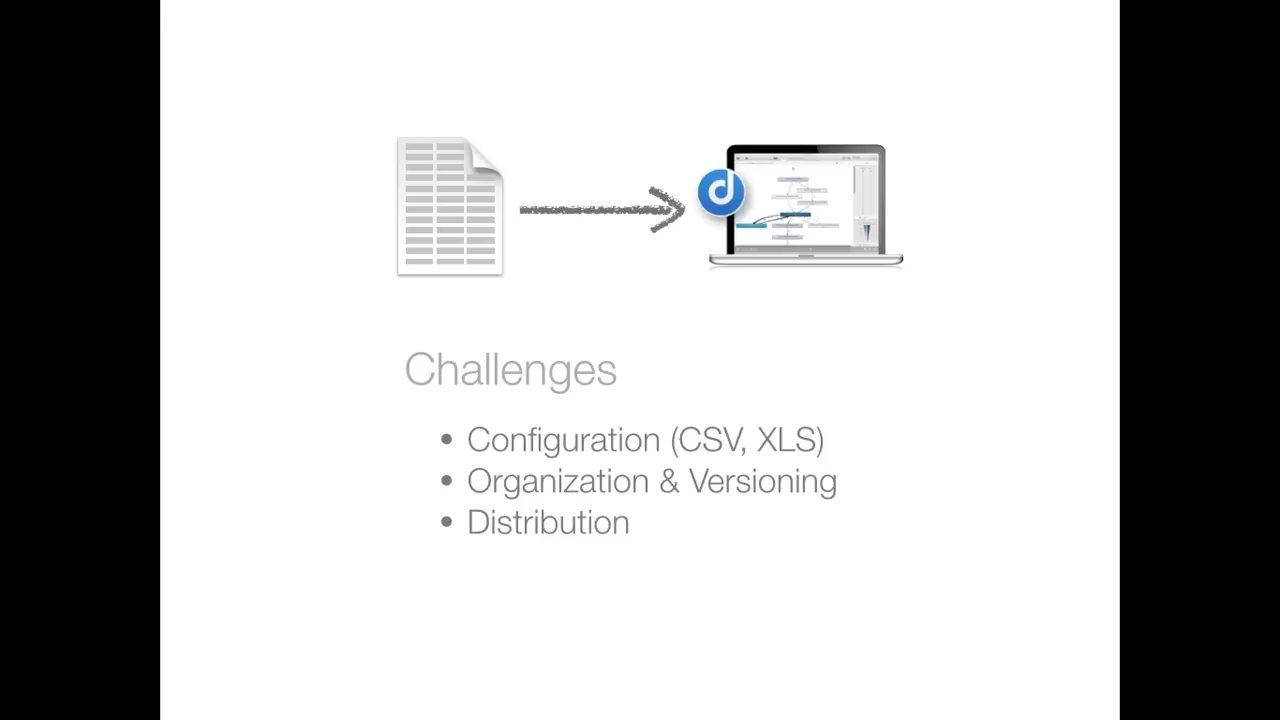 Challenges
• Configuration (CSV, XLS)
• Organization & Versioning
• Distribution